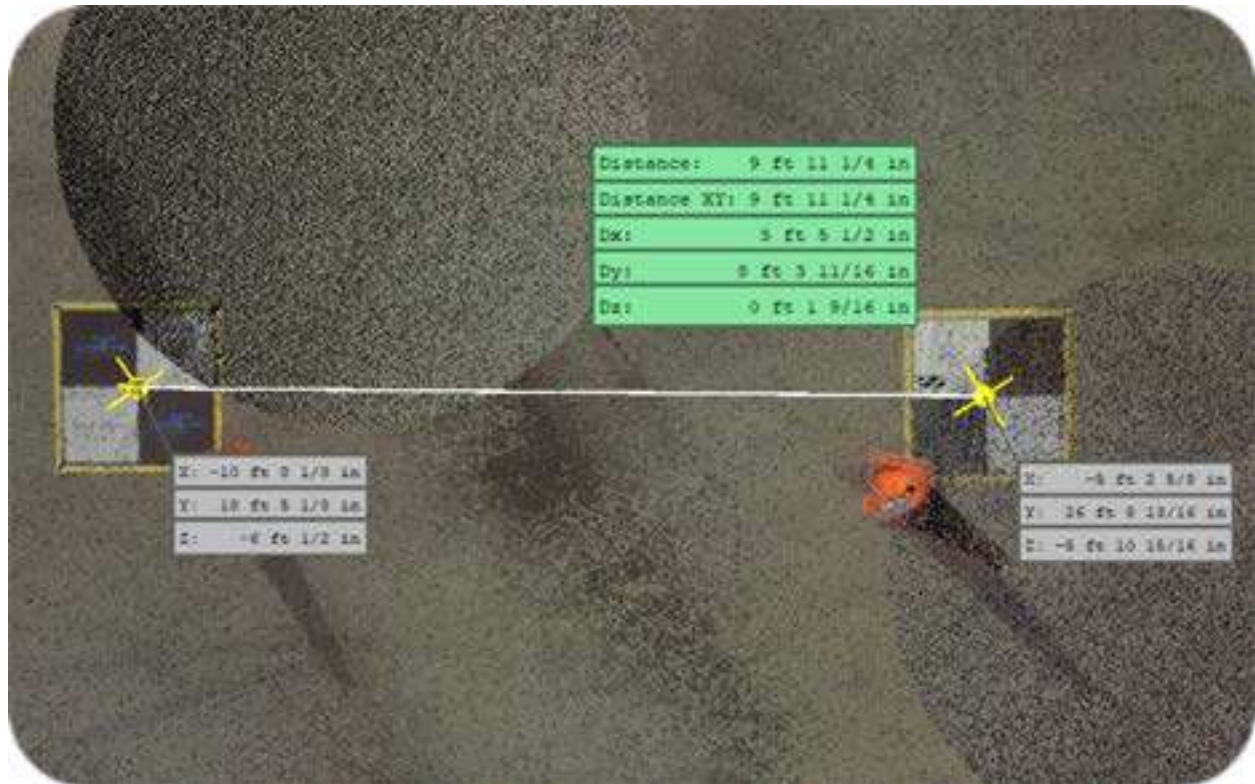 Distance: 9 ft 11 1/4 in
Distance XY: 9 ft 11 1/4 in
Dx: 5 ft 5 1/2 in
Dy: 8 ft 3 11/16 in
Dz: 0 ft 1 9/16 in
X: -10 ft 8 1/8 in
Y: 18 ft 5 1/8 in
Z: -6 ft 1/2 in
X: -5 ft 2 5/8 in
Y: 26 ft 8 13/16 in
Z: -5 ft 10 15/16 in